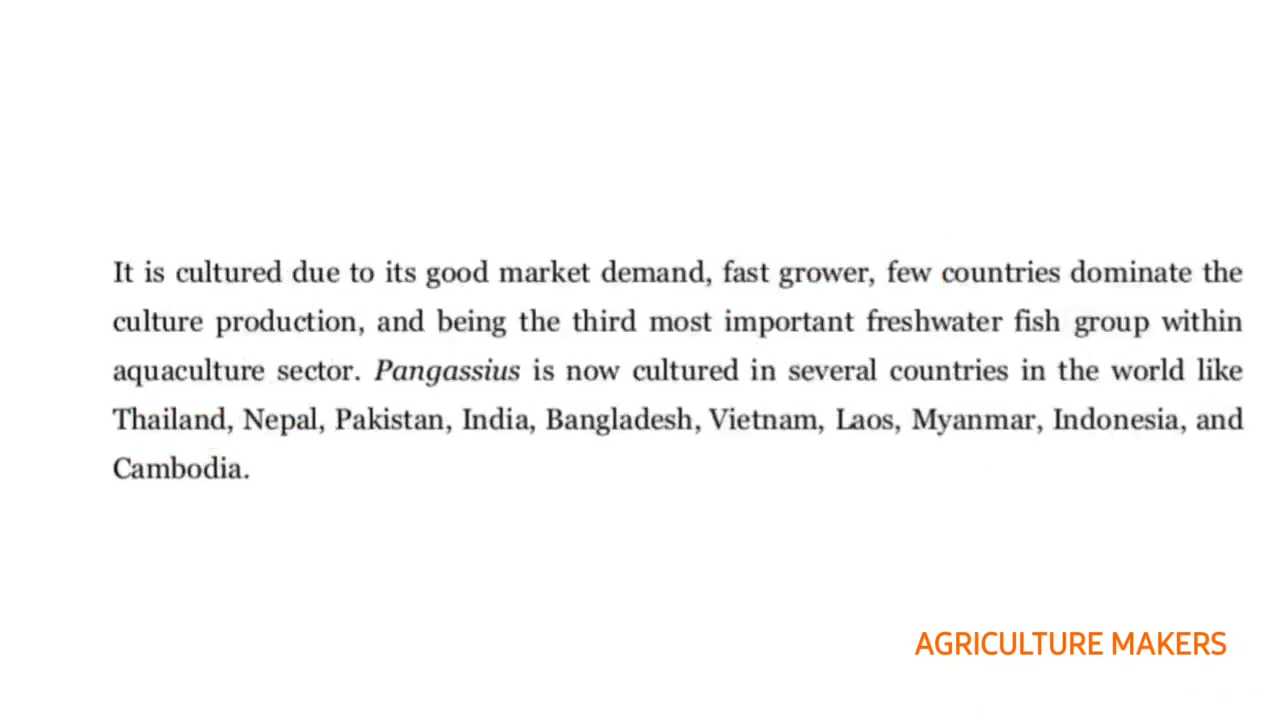 It is cultured due to its good market demand, fast grower, few countries dominate the
culture production, and being the third most important freshwater fish group within
aquaculture sector. Pangassius is now cultured in several countries in the world like
Thailand, Nepal, Pakistan, India, Bangladesh, Vietnam, Laos, Myanmar, Indonesia, and
Cambodia.
AGRICULTURE MAKERS